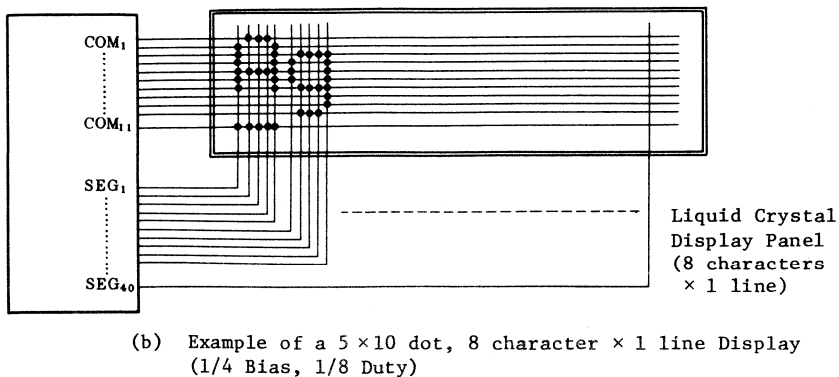 COM₁
COM₁₁
SEG₁
SEG₄₀
Liquid Crystal
Display Panel
(8 characters
× 1 line)
(b) Example of a 5 × 10 dot, 8 character × 1 line Display
(1/4 Bias, 1/8 Duty)